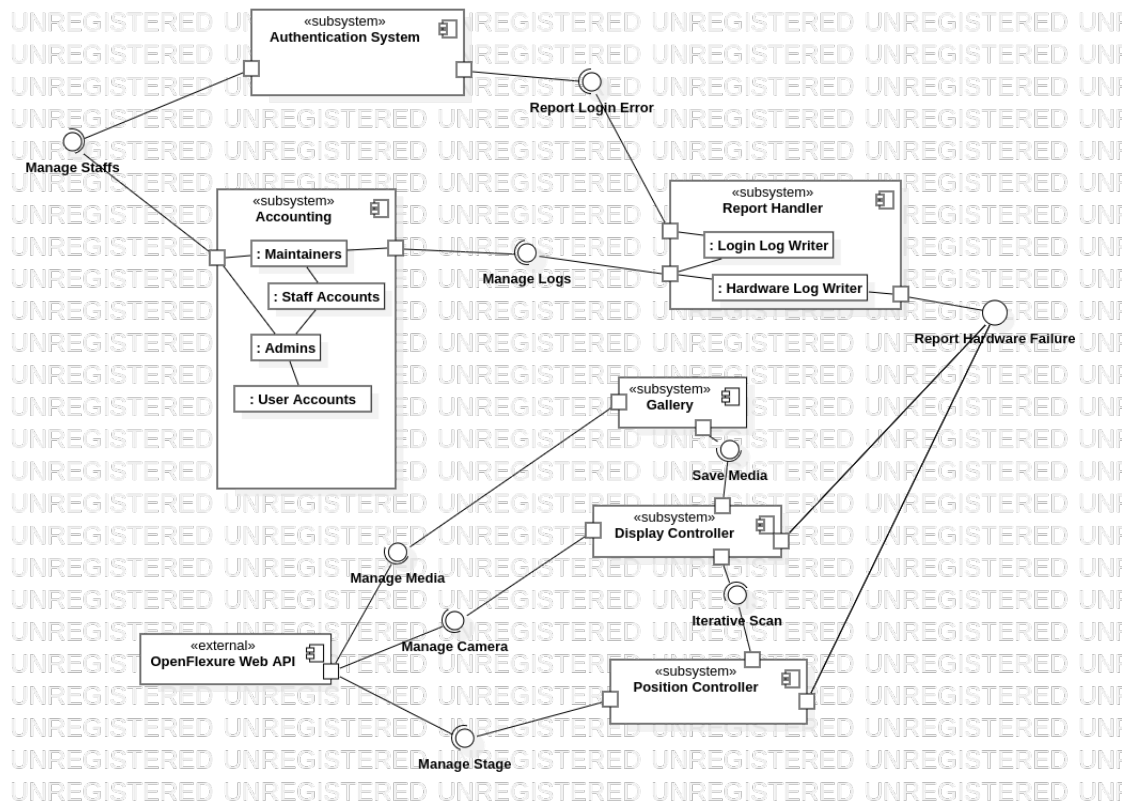 «subsystem»
Authentication System
Report Login Error
Manage Staffs
«subsystem»
Accounting
: Maintainers
: Staff Accounts
: Admins
: User Accounts
Manage Logs
«subsystem»
Report Handler
: Login Log Writer
: Hardware Log Writer
Report Hardware Failure
«subsystem»
Gallery
Save Media
«subsystem»
Display Controller
Manage Media
Iterative Scan
Manage Camera
«external»
OpenFlexure Web API
«subsystem»
Position Controller
Manage Stage
UNREGISTERED